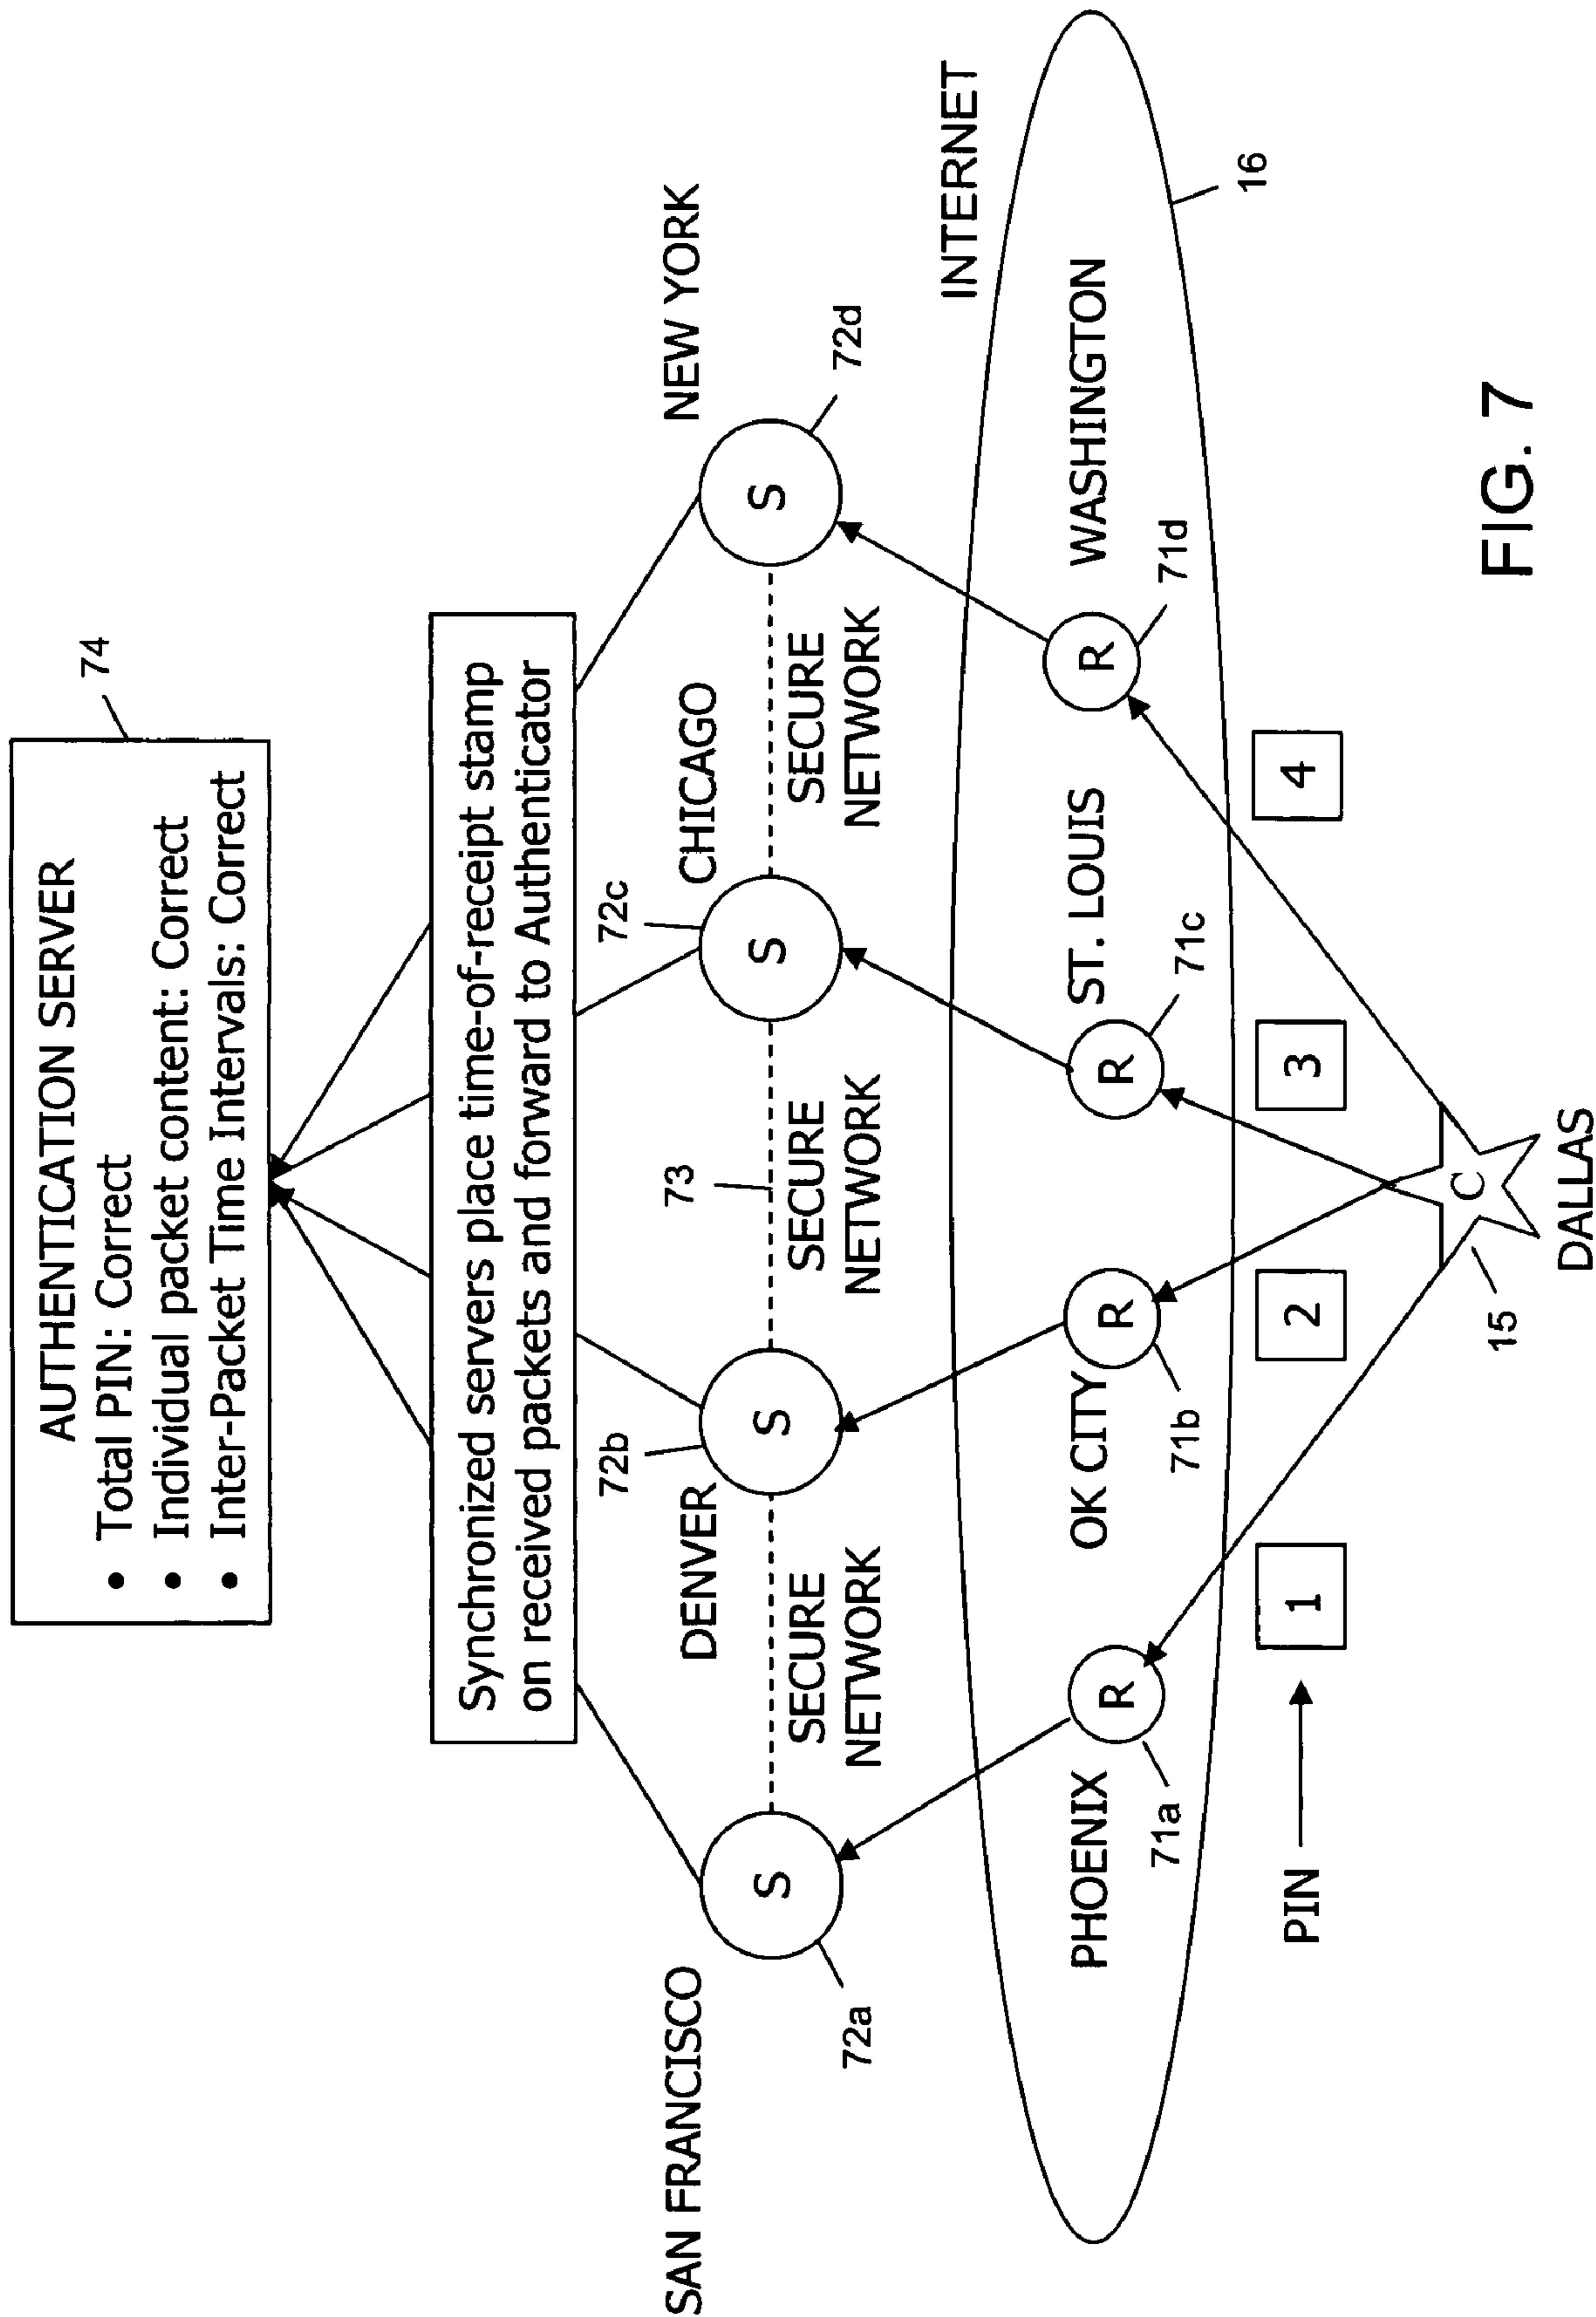 AUTHENTICATION SERVER
• Total PIN: Correct
• Individual packet content: Correct
• Inter-Packet Time Intervals: Correct
74
Synchronized servers place time-of-receipt stamp
on received packets and forward to Authenticator
SAN FRANCISCO
DENVER
CHICAGO
NEW YORK
72b
72c
73
S
S
S
S
72a
72d
SECURE
NETWORK
SECURE
NETWORK
SECURE
NETWORK
INTERNET
PHOENIX
OK CITY
ST. LOUIS
WASHINGTON
R
R
R
R
71a
71b
71c
71d
16
PIN
1
2
3
4
C
15
DALLAS
FIG. 7